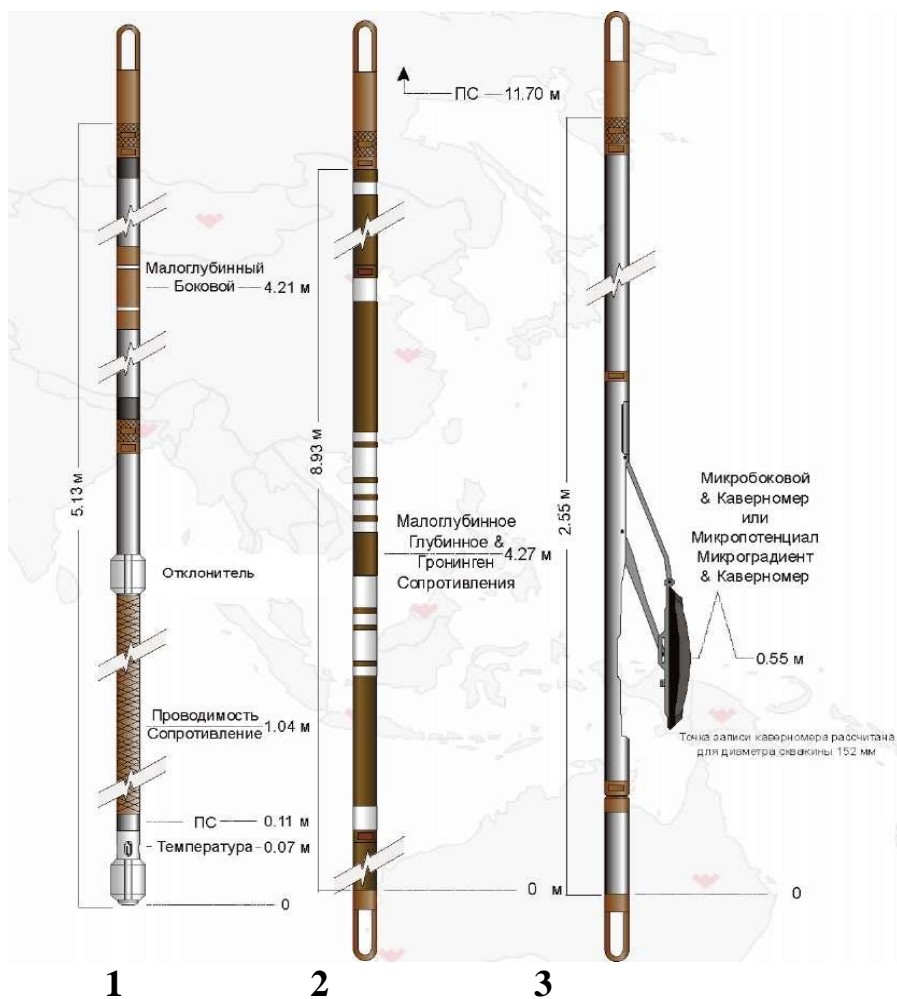 ПС 11.70 м
Малоглубинный
Боковой 4.21 м
5.13 м
Отклонитель
Проводимость
Сопротивление 1.04 м
ПС 0.11 м
Температура 0.07 м
0
8.93 м
Малоглубинное
Глубинное &
Гронинген 4.27 м
Сопротивления
0 м
2.55 м
Микробоковой
& Каверномер
или
Микропотенциал
Микроградиент
& Каверномер
0.55 м
Точка записи каверномера рассчитана
для диаметра сквакины 152 мм
0
1 2 3